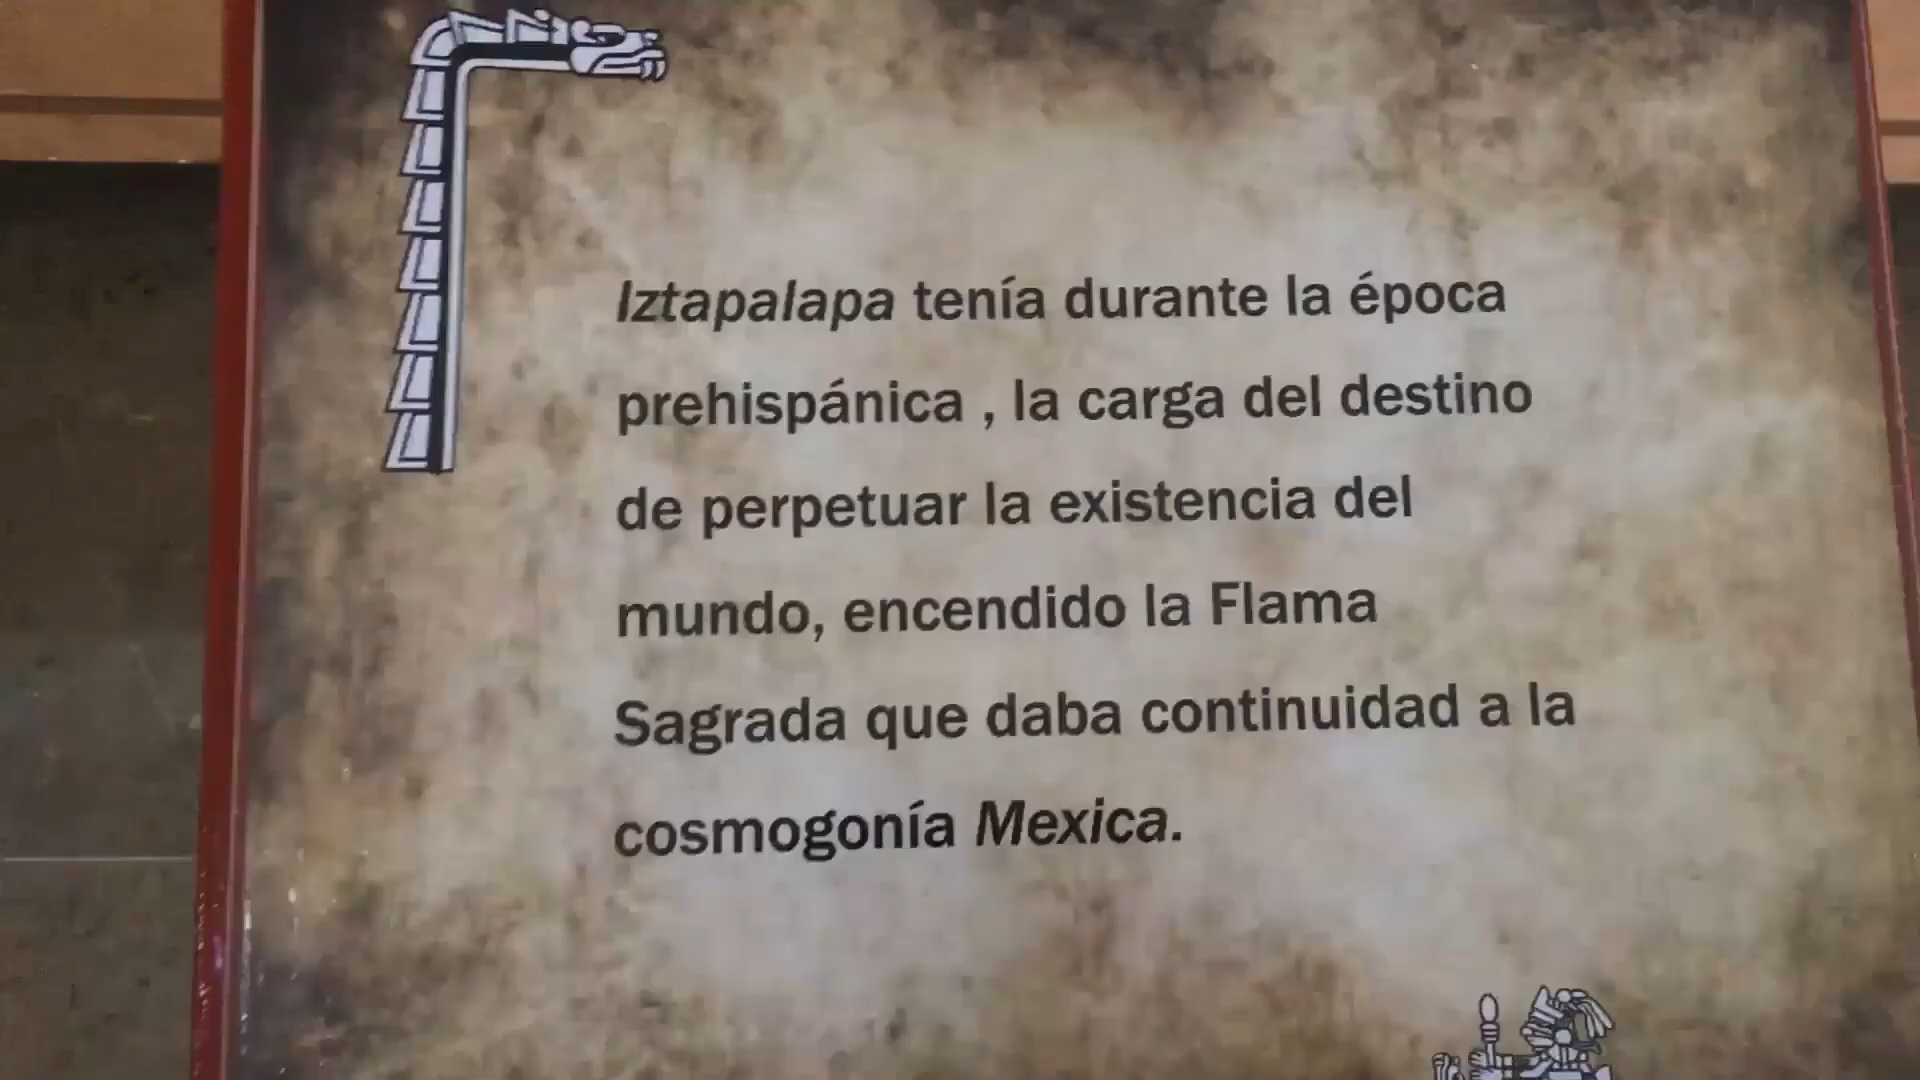 Iztapalapa tenía durante la época
prehispánica , la carga del destino
de perpetuar la existencia del
mundo, encendido la Flama
Sagrada que daba continuidad a la
cosmogonía Mexica.